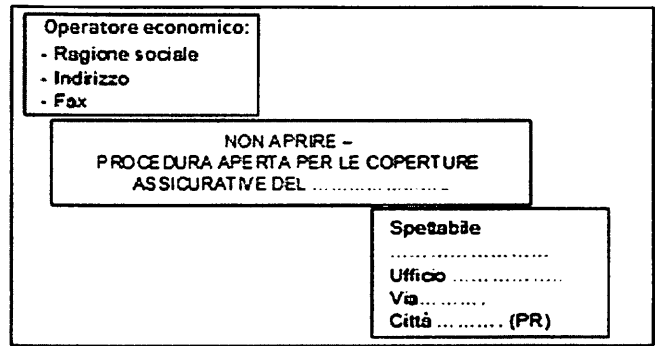 Operatore economico:
- Ragione sociale
- Indirizzo
- Fax
NON APRIRE –
PROCEDURA APERTA PER LE COPERTURE
ASSICURATIVE DEL ......................
Spettabile
........................
Ufficio .................
Via..........
Città .......... (PR)